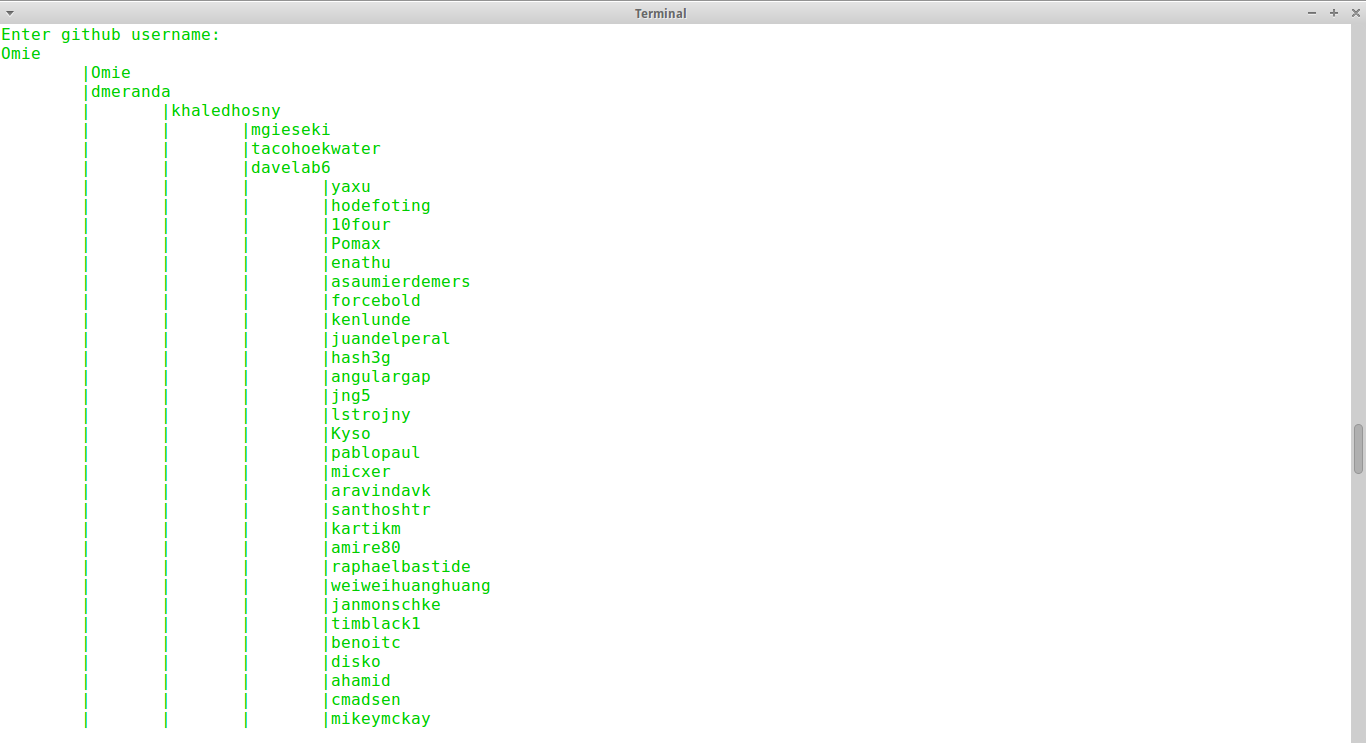 Terminal
Enter github username:
Omie
|Omie
|dmeranda
| |khaledhosny
| | |mgieseki
| | |tacohoekwater
| | |davelab6
| | | |yaxu
| | | |hodefoting
| | | |10four
| | | |Pomax
| | | |enathu
| | | |asaumierdemers
| | | |forcebold
| | | |kenlunde
| | | |juandelperal
| | | |hash3g
| | | |angulargap
| | | |jng5
| | | |lstrojny
| | | |Kyso
| | | |pablopaul
| | | |micxer
| | | |aravindavk
| | | |santhoshtr
| | | |kartikm
| | | |amire80
| | | |raphaelbastide
| | | |weiweihuanghuang
| | | |janmonschke
| | | |timblack1
| | | |benoitc
| | | |disko
| | | |ahamid
| | | |cmadsen
| | | |mikeymckay